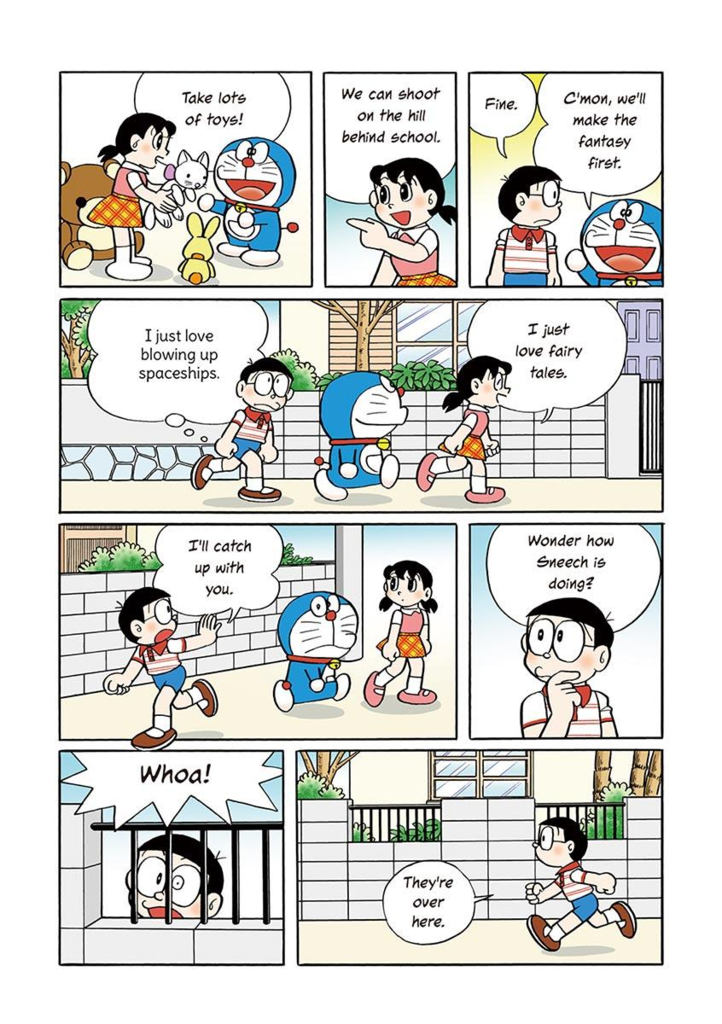 Take lots
of toys!
We can shoot
on the hill
behind school.
Fine.
C'mon, we'll
make the
fantasy
first.
I just love
blowing up
spaceships.
I just
love fairy
tales.
I'll catch
up with
you.
Wonder how
Sneech is
doing?
Whoa!
They're
over
here.